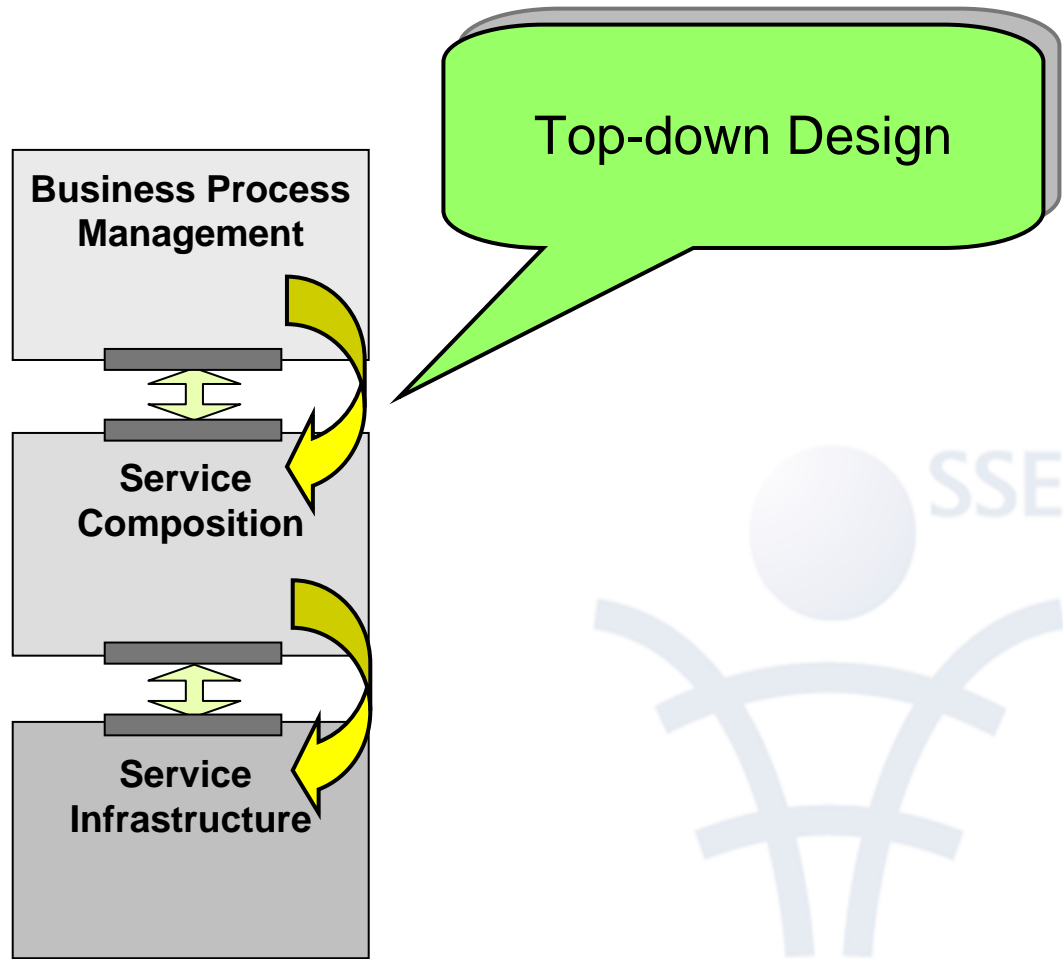 Top-down Design
Business Process
Management
Service
Composition
Service
Infrastructure
SSE